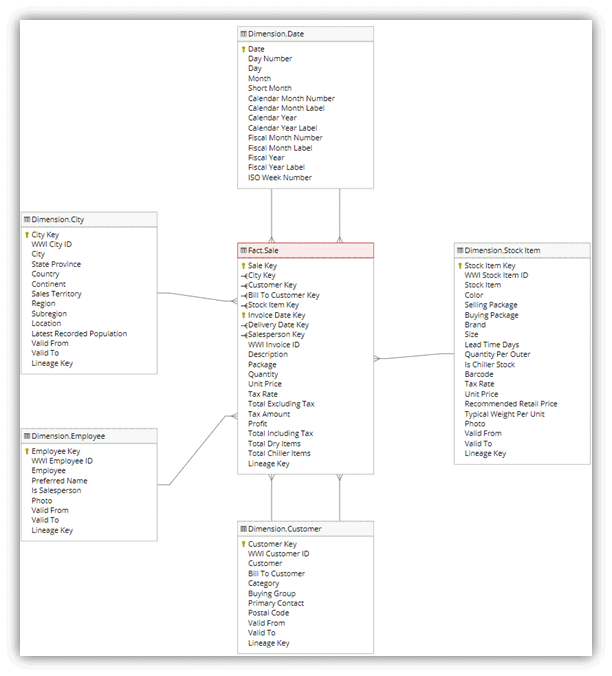 Dimension.Date
Date
Day Number
Day
Month
Short Month
Calendar Month Number
Calendar Month Label
Calendar Year
Calendar Year Label
Fiscal Month Number
Fiscal Month Label
Fiscal Year
Fiscal Year Label
ISO Week Number
Dimension.City
City Key
WWI City ID
City
State Province
Country
Continent
Sales Territory
Region
Subregion
Location
Latest Recorded Population
Valid From
Valid To
Lineage Key
Fact.Sale
Sale Key
City Key
Customer Key
Bill To Customer Key
Stock Item Key
Invoice Date Key
Delivery Date Key
Salesperson Key
WWI Invoice ID
Description
Package
Quantity
Unit Price
Tax Rate
Total Excluding Tax
Tax Amount
Profit
Total Including Tax
Total Dry Items
Total Chiller Items
Lineage Key
Dimension.Stock Item
Stock Item Key
WWI Stock Item ID
Stock Item
Color
Selling Package
Buying Package
Brand
Size
Lead Time Days
Quantity Per Outer
Is Chiller Stock
Barcode
Tax Rate
Unit Price
Recommended Retail Price
Typical Weight Per Unit
Photo
Valid From
Valid To
Lineage Key
Dimension.Employee
Employee Key
WWI Employee ID
Employee
Preferred Name
Is Salesperson
Photo
Valid From
Valid To
Lineage Key
Dimension.Customer
Customer Key
WWI Customer ID
Customer
Bill To Customer
Category
Buying Group
Primary Contact
Postal Code
Valid From
Valid To
Lineage Key